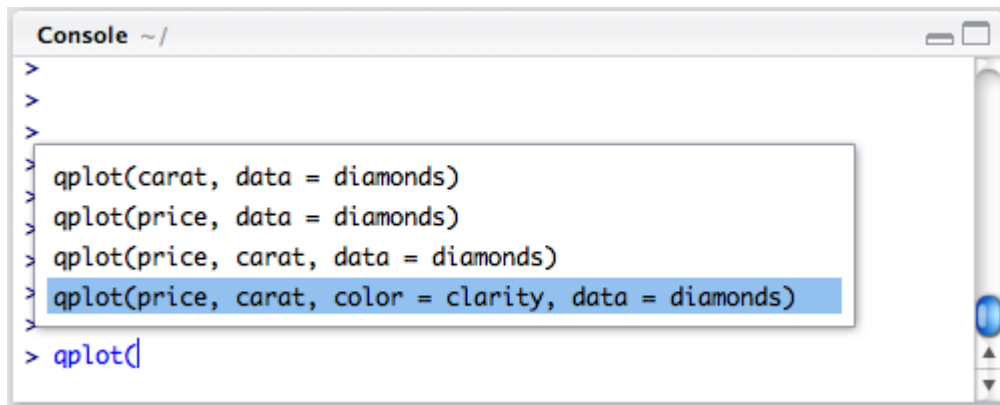 Console ~/
>
>
>
>
>
>
>
>
>
qplot(carat, data = diamonds)
qplot(price, data = diamonds)
qplot(price, carat, data = diamonds)
qplot(price, carat, color = clarity, data = diamonds)
> qplot(